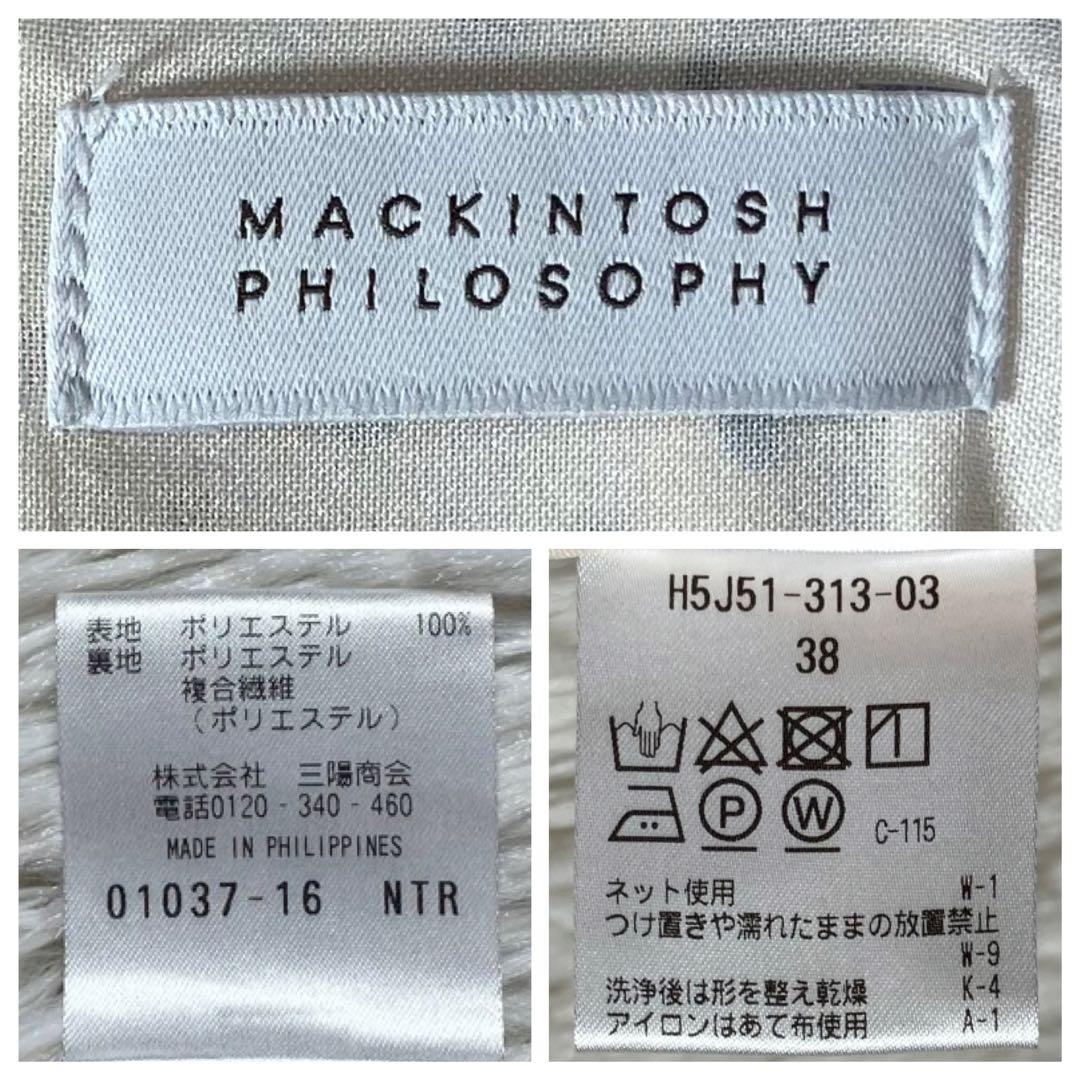 MACKINTOSH
PHILOSOPHY
表地 ポリエステル 100%
裏地 ポリエステル
複合繊維
(ポリエステル)
株式会社 三陽商会
電話0120-340-460
MADE IN PHILIPPINES
01037-16 NTR
H5J51-313-03
38
P W C-115
ネット使用 W-1
つけ置きや濡れたままの放置禁止
W-9
洗浄後は形を整え乾燥 K-4
アイロンはあて布使用 A-1